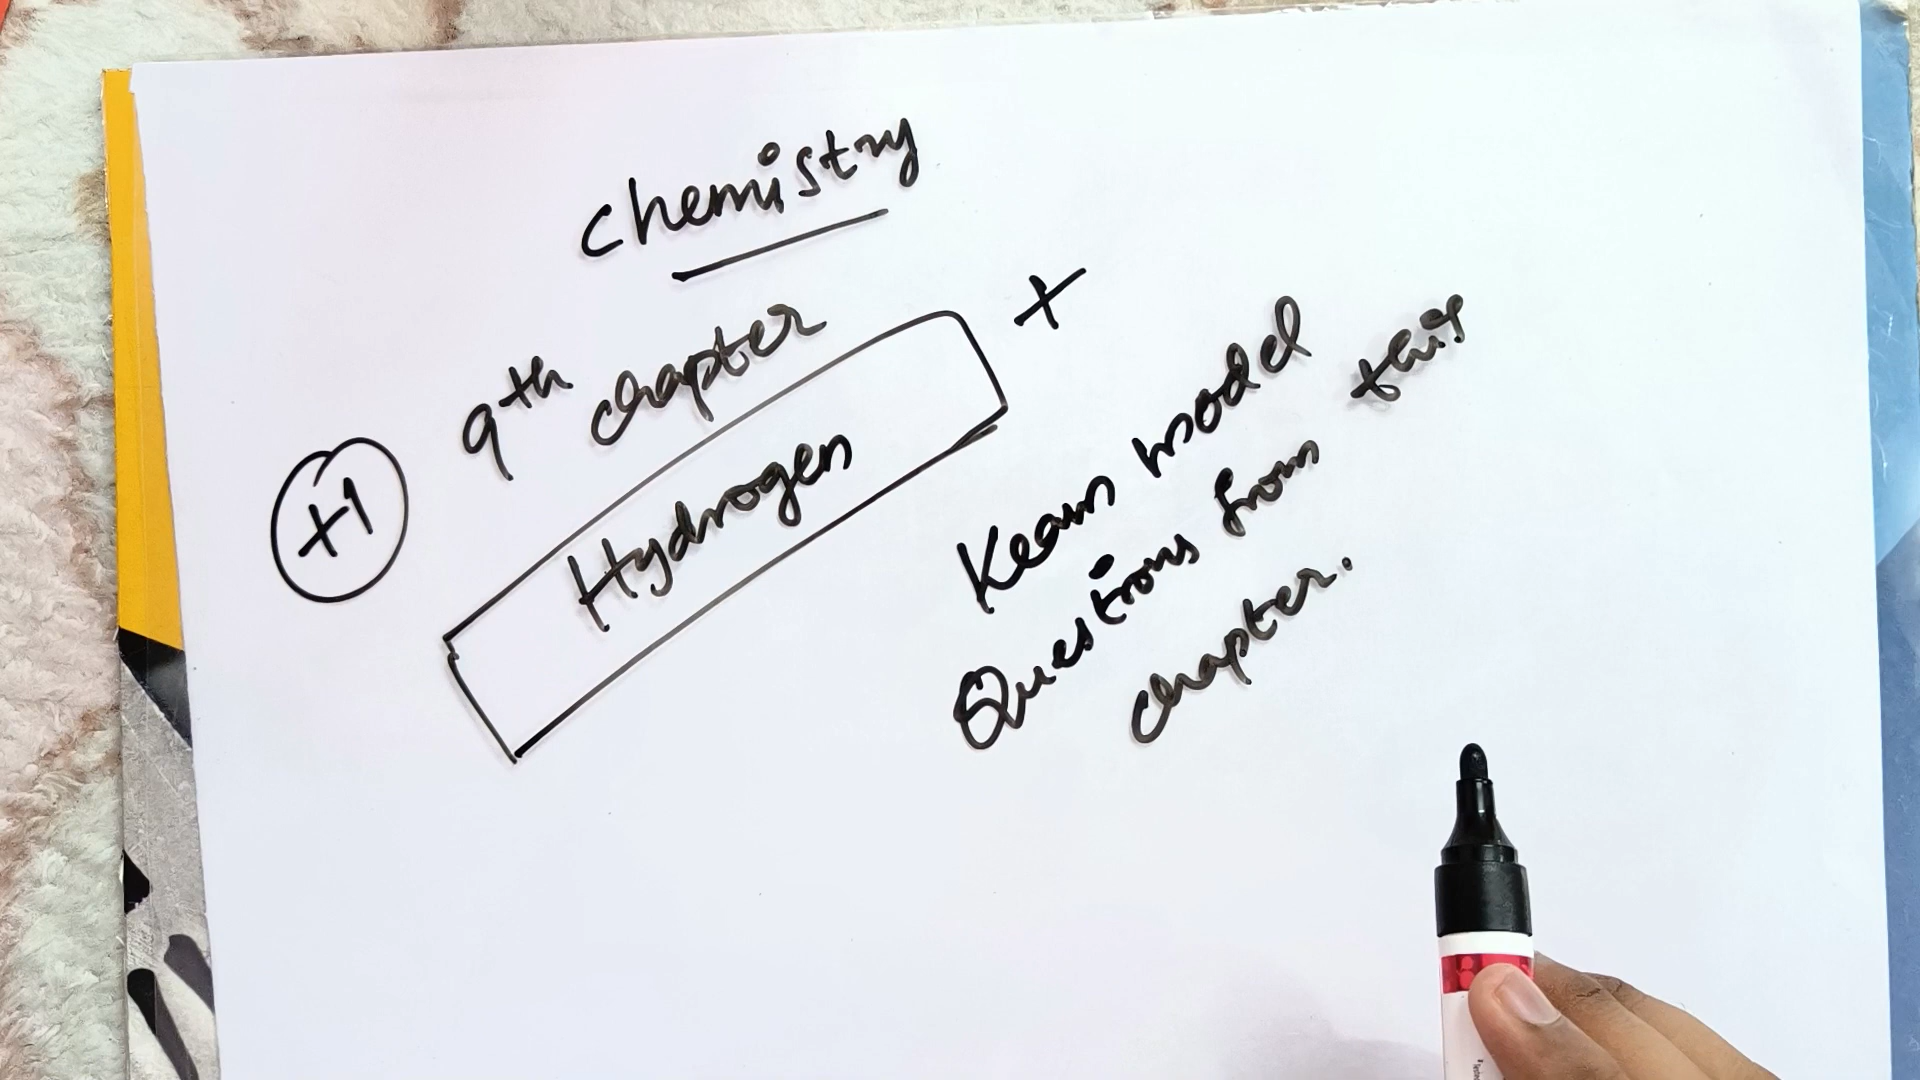 Chemistry
+1
9th chapter
Hydrogen
+
Keam model
Questions from this
chapter.